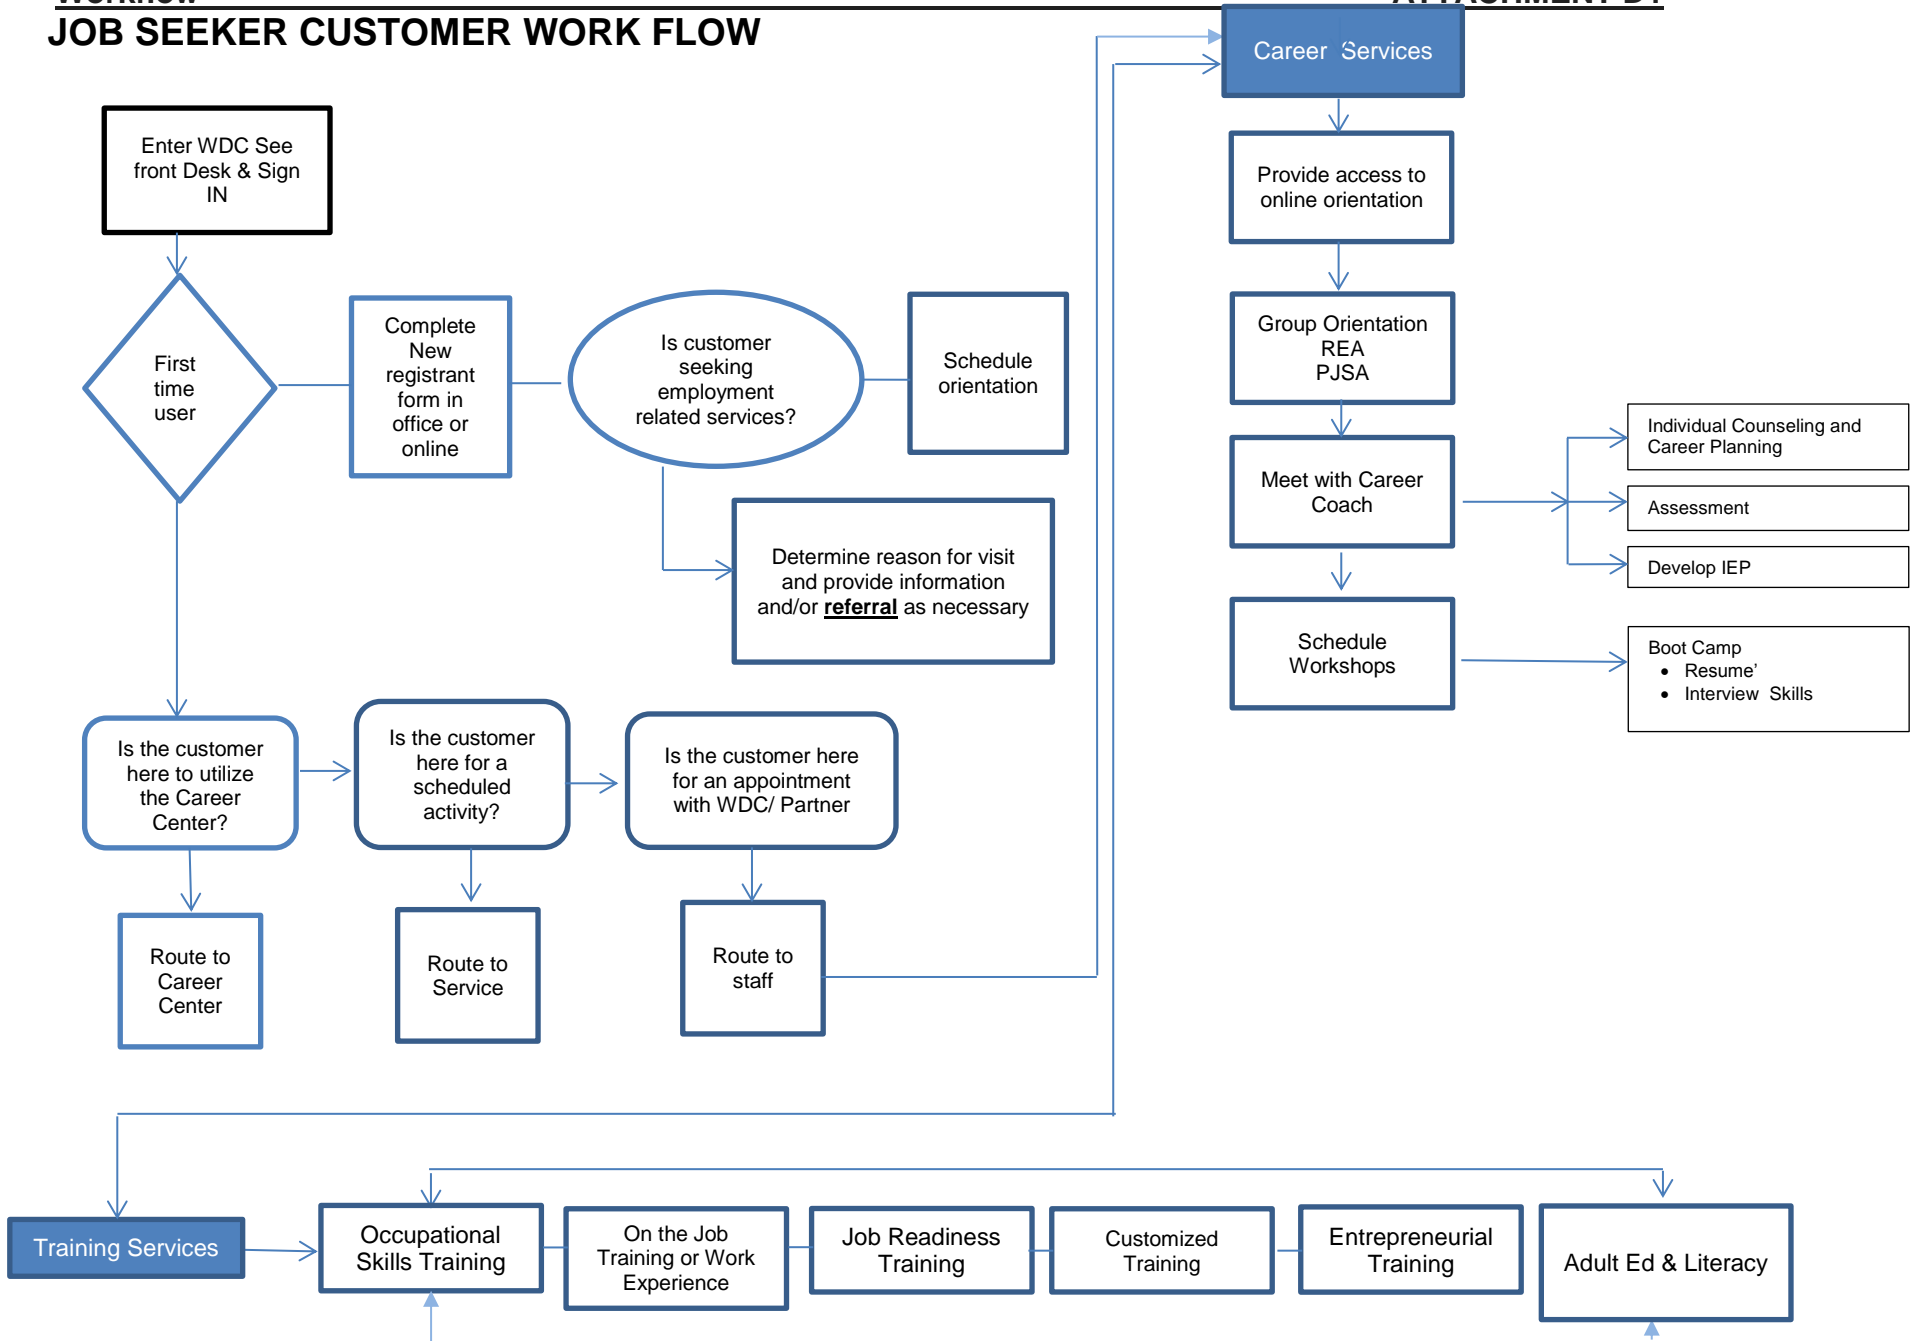 JOB SEEKER CUSTOMER WORK FLOW
Career Services
Enter WDC See
front Desk & Sign
IN
Provide access to
online orientation
First
time
user
Complete
New
registrant
form in
office or
online
Is customer
seeking
employment
related services?
Schedule
orientation
Group Orientation
REA
PJSA
Determine reason for visit
and provide information
and/or referral as necessary
Meet with Career
Coach
Individual Counseling and
Career Planning
Assessment
Develop IEP
Schedule
Workshops
Boot Camp
• Resume’
• Interview Skills
Is the customer
here to utilize
the Career
Center?
Is the customer
here for a
scheduled
activity?
Is the customer here
for an appointment
with WDC/ Partner
Route to
Career
Center
Route to
Service
Route to
staff
Training Services
Occupational
Skills Training
On the Job
Training or Work
Experience
Job Readiness
Training
Customized
Training
Entrepreneurial
Training
Adult Ed & Literacy